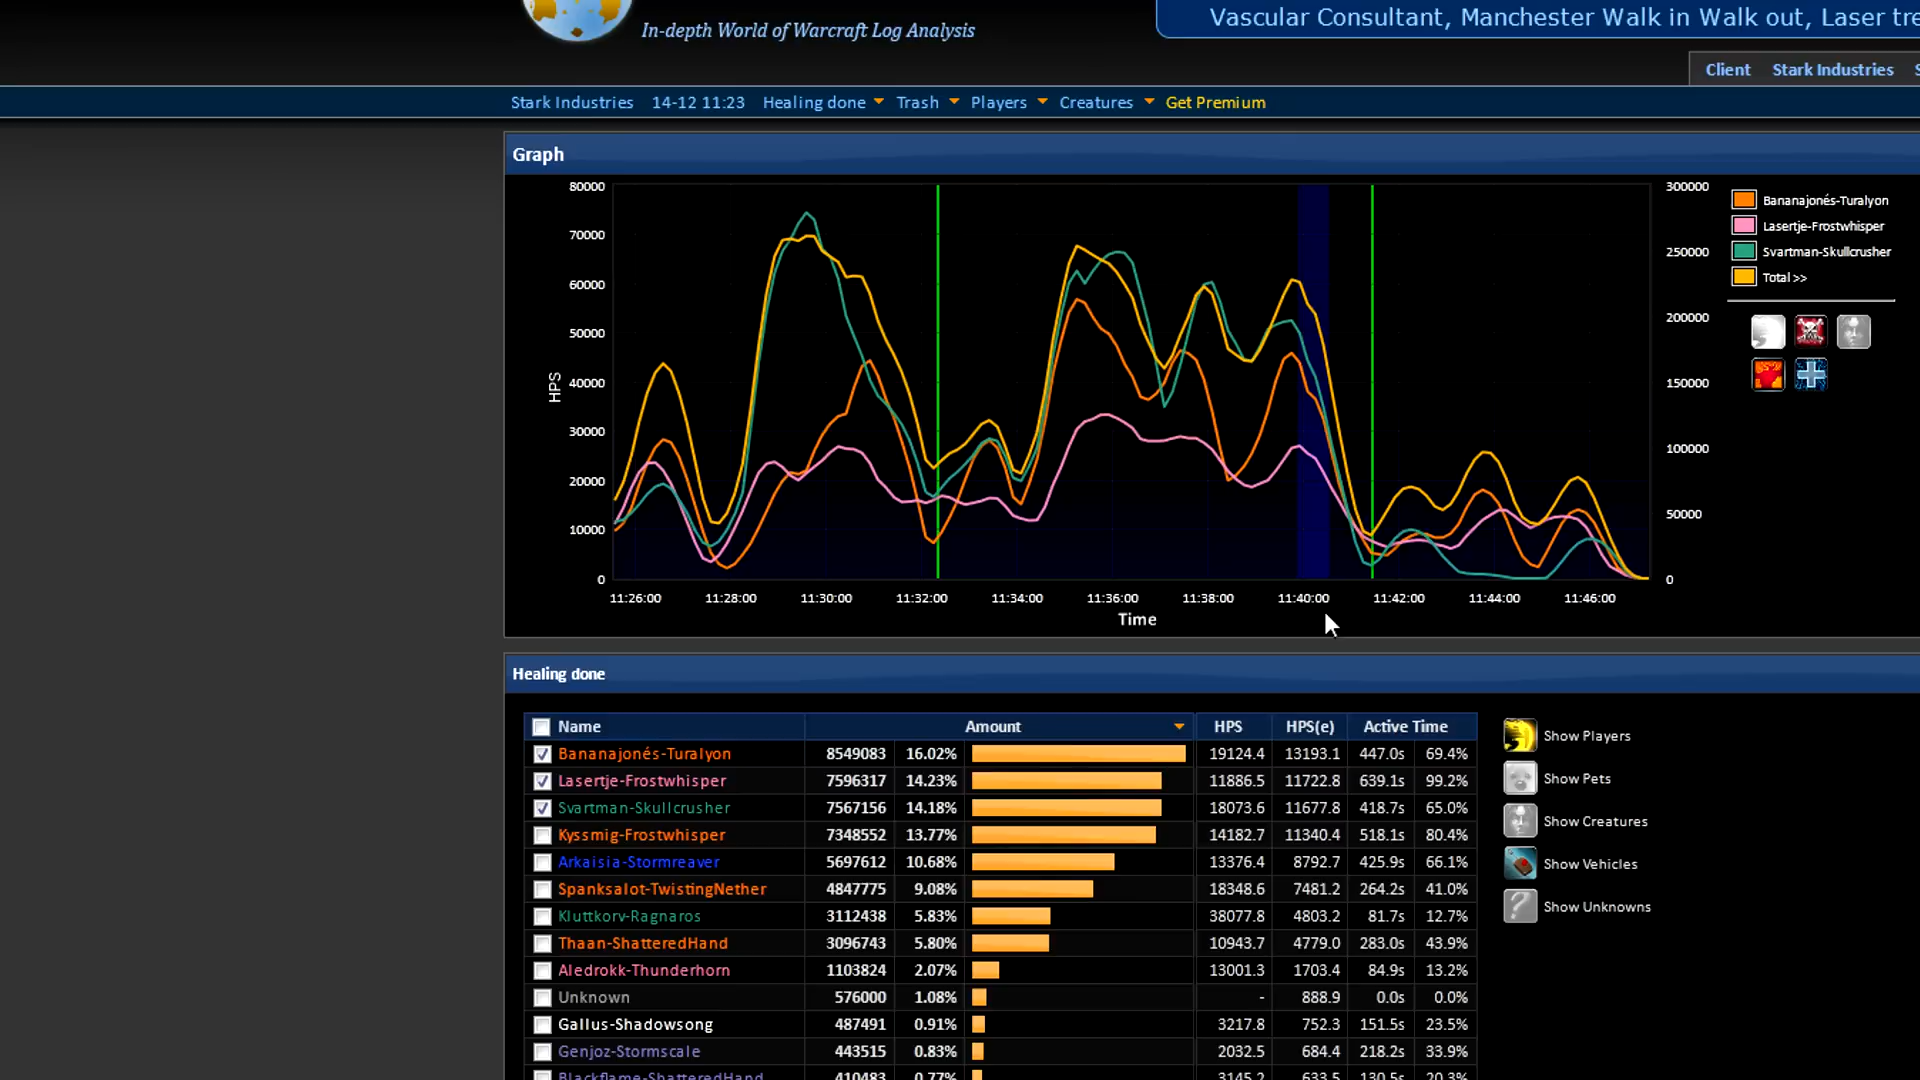 Vascular Consultant, Manchester Walk in Walk out, Laser tre
In-depth World of Warcraft Log Analysis
Client Stark Industries S
Stark Industries 14-12 11:23 Healing done Trash Players Creatures Get Premium
Graph
80000 300000
70000 250000
60000 200000
50000 150000
40000 100000
30000 50000
20000 0
10000
0
HPS
Bananajonés-Turalyon
Lasertje-Frostwhisper
Svartman-Skullcrusher
Total >>
11:26:00 11:28:00 11:30:00 11:32:00 11:34:00 11:36:00 11:38:00 11:40:00 11:42:00 11:44:00 11:46:00
Time
Healing done
Name Amount HPS HPS(e) Active Time
Bananajonés-Turalyon 8549083 16.02% 19124.4 13193.1 447.0s 69.4%
Lasertje-Frostwhisper 7596317 14.23% 11886.5 11722.8 639.1s 99.2%
Svartman-Skullcrusher 7567156 14.18% 18073.6 11677.8 418.7s 65.0%
Kyssmig-Frostwhisper 7348552 13.77% 14182.7 11340.4 518.1s 80.4%
Arkaisia-Stormreaver 5697612 10.68% 13376.4 8792.7 425.9s 66.1%
Spanksalot-TwistingNether 4847775 9.08% 18348.6 7481.2 264.2s 41.0%
Kluttkorv-Ragnaros 3112438 5.83% 38077.8 4803.2 81.7s 12.7%
Thaan-ShatteredHand 3096743 5.80% 10943.7 4779.0 283.0s 43.9%
Aledrokk-Thunderhorn 1103824 2.07% 13001.3 1703.4 84.9s 13.2%
Unknown 576000 1.08% - 888.9 0.0s 0.0%
Gallus-Shadowsong 487491 0.91% 3217.8 752.3 151.5s 23.5%
Genjoz-Stormscale 443515 0.83% 2032.5 684.4 218.2s 33.9%
Blackflame-ShatteredHand 410483 0.77% 3145.2 633.5 130.5s 20.3%
Show Players
Show Pets
Show Creatures
Show Vehicles
Show Unknowns